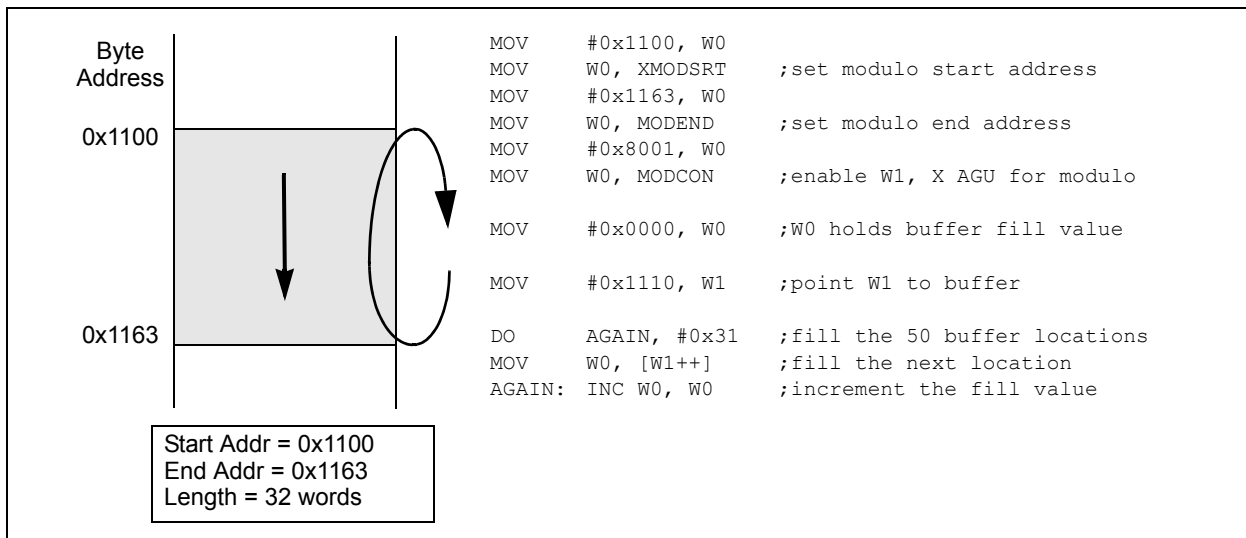 Byte
Address
0x1100
0x1163
Start Addr = 0x1100
End Addr = 0x1163
Length = 32 words
MOV #0x1100, W0
MOV W0, XMODSRT ;set modulo start address
MOV #0x1163, W0
MOV W0, MODEND ;set modulo end address
MOV #0x8001, W0
MOV W0, MODCON ;enable W1, X AGU for modulo
MOV #0x0000, W0 ;W0 holds buffer fill value
MOV #0x1110, W1 ;point W1 to buffer
DO AGAIN, #0x31 ;fill the 50 buffer locations
MOV W0, [W1++] ;fill the next location
AGAIN: INC W0, W0 ;increment the fill value